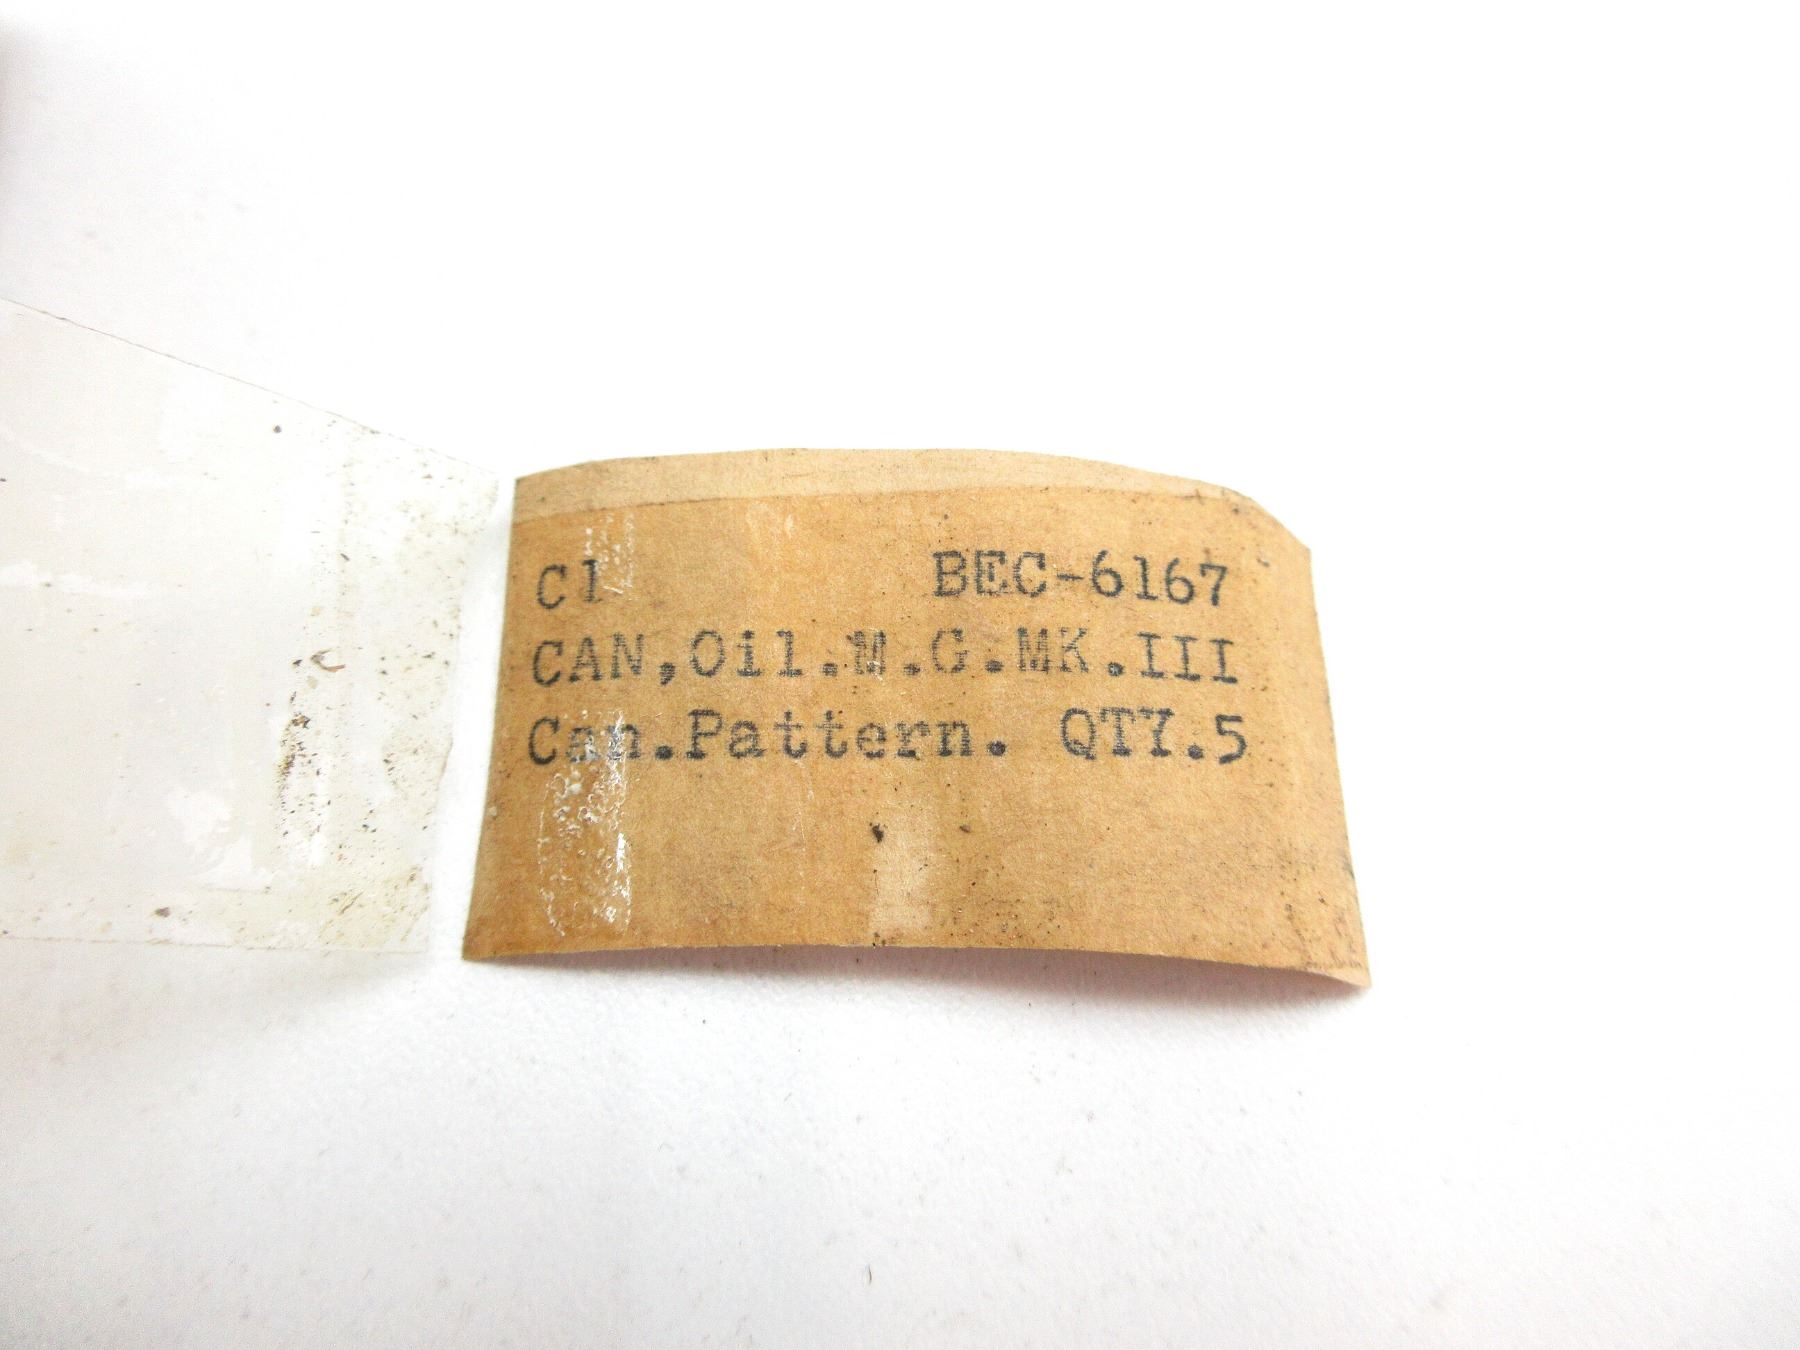 C1 BEC-6167
CAN,Oil.M.G.MK.III
Can.Pattern. QTY.5